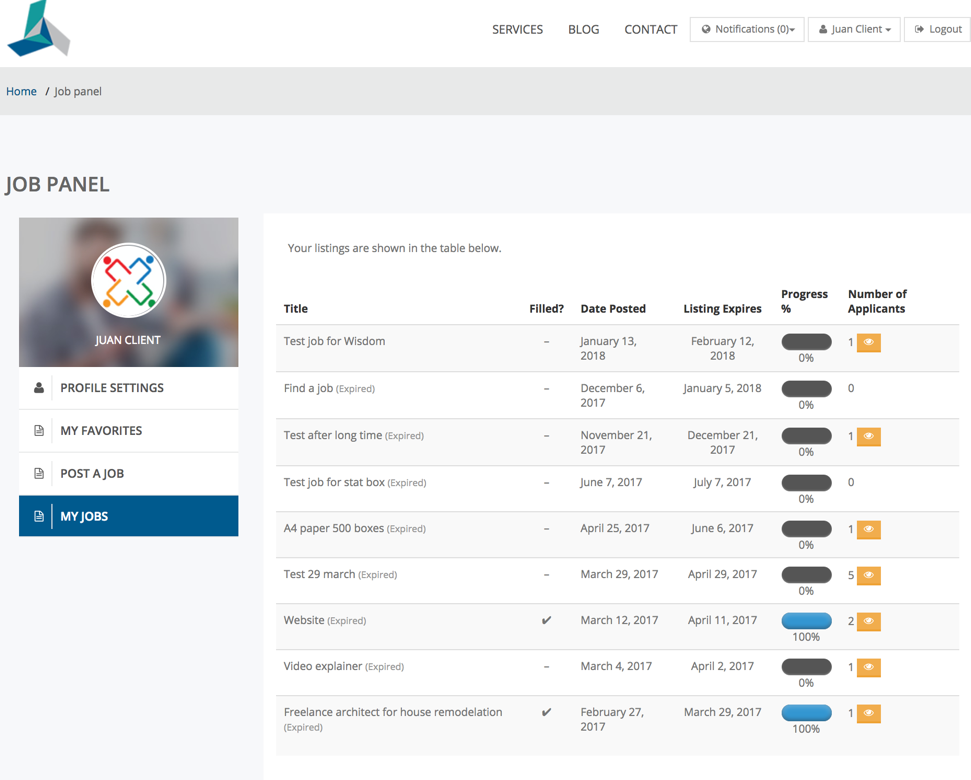 SERVICES BLOG CONTACT Notifications (0) Juan Client Logout
Home / Job panel
JOB PANEL
JUAN CLIENT
PROFILE SETTINGS
MY FAVORITES
POST A JOB
MY JOBS
Your listings are shown in the table below.
Title Filled? Date Posted Listing Expires Progress % Number of Applicants
Test job for Wisdom – January 13, 2018 February 12, 2018 0% 1
Find a job (Expired) – December 6, 2017 January 5, 2018 0% 0
Test after long time (Expired) – November 21, 2017 December 21, 2017 0% 1
Test job for stat box (Expired) – June 7, 2017 July 7, 2017 0% 0
A4 paper 500 boxes (Expired) – April 25, 2017 June 6, 2017 0% 1
Test 29 march (Expired) – March 29, 2017 April 29, 2017 0% 5
Website (Expired) ✔ March 12, 2017 April 11, 2017 100% 2
Video explainer (Expired) – March 4, 2017 April 2, 2017 0% 1
Freelance architect for house remodelation (Expired) ✔ February 27, 2017 March 29, 2017 100% 1